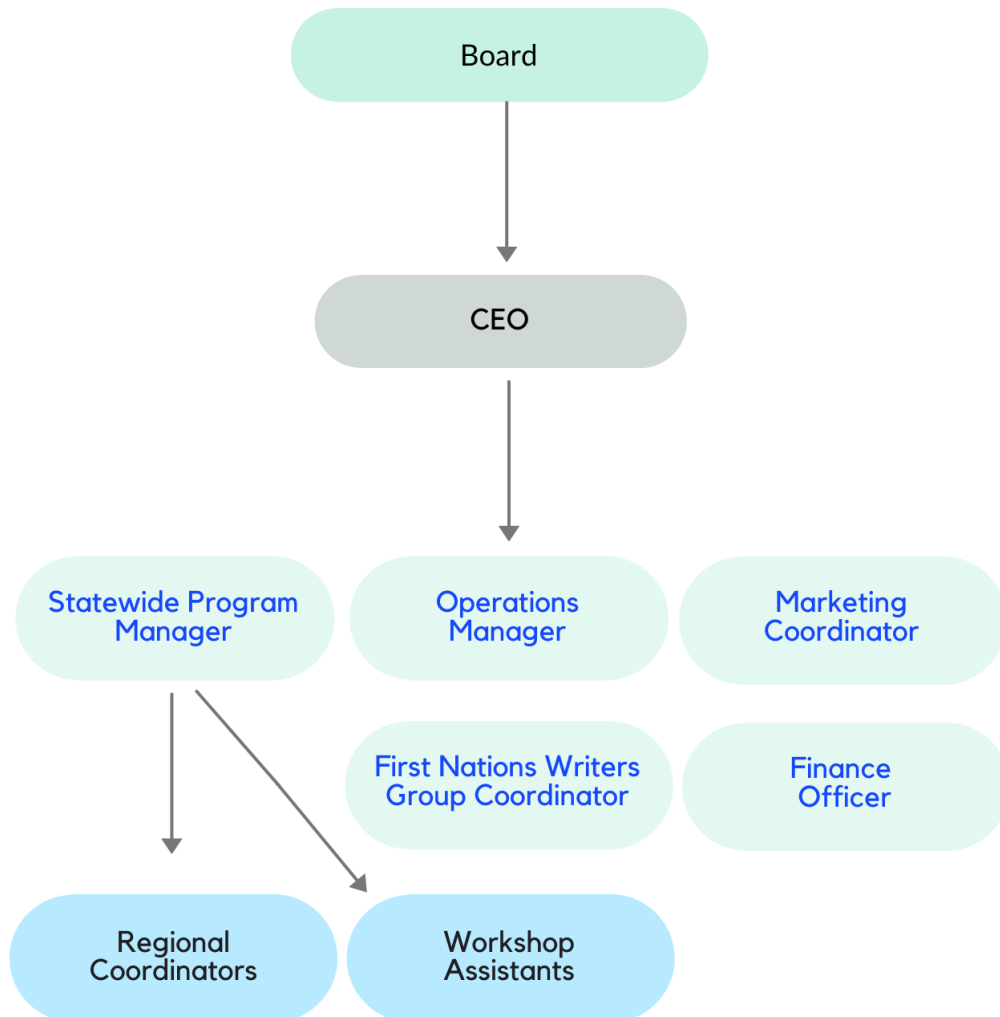 Board
CEO
Statewide Program
Manager
Operations
Manager
Marketing
Coordinator
First Nations Writers
Group Coordinator
Finance
Officer
Regional
Coordinators
Workshop
Assistants